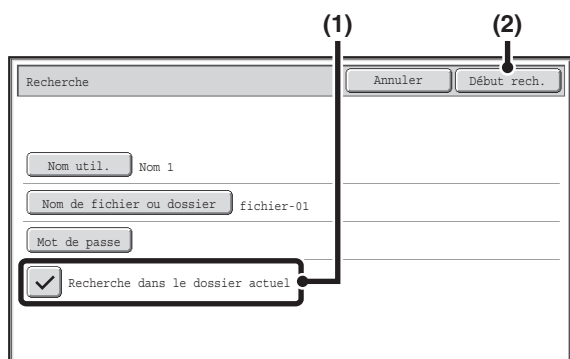 (1) (2)
Recherche Annuler Début rech.
Nom util. Nom 1
Nom de fichier ou dossier fichier-01
Mot de passe
Recherche dans le dossier actuel